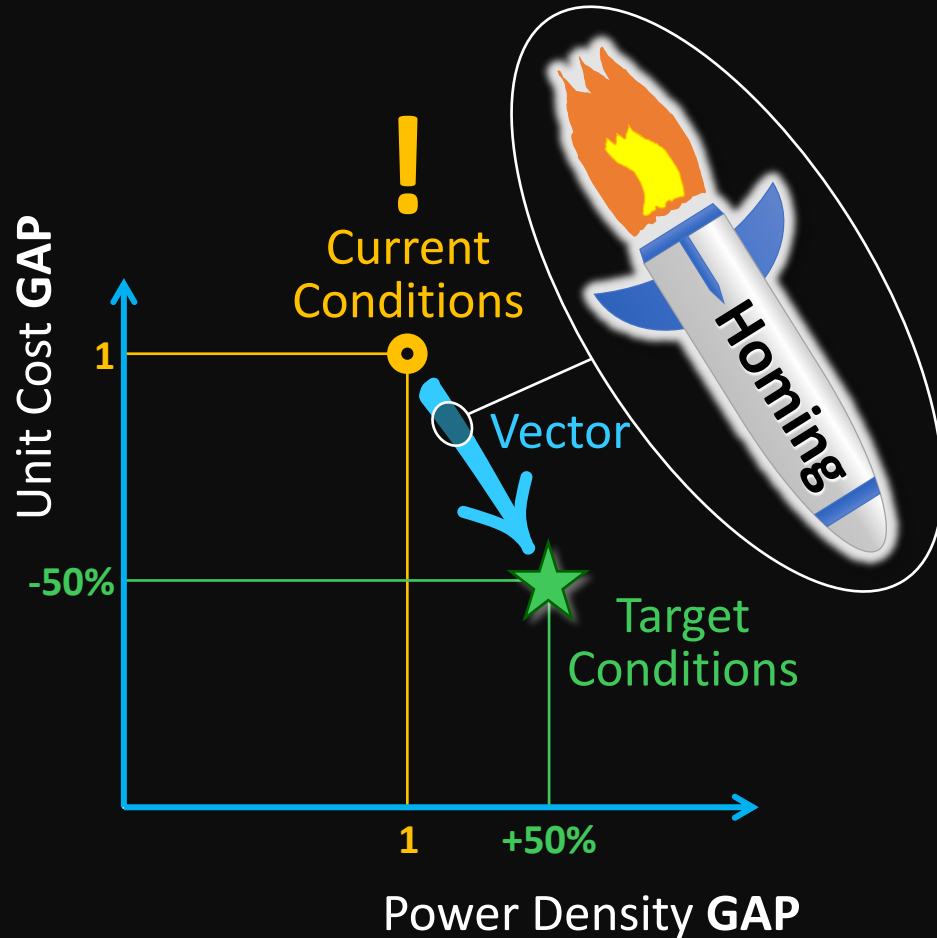 !
Current
Conditions
Unit Cost GAP
1
Homing
Vector
-50%
Target
Conditions
1
+50%
Power Density GAP